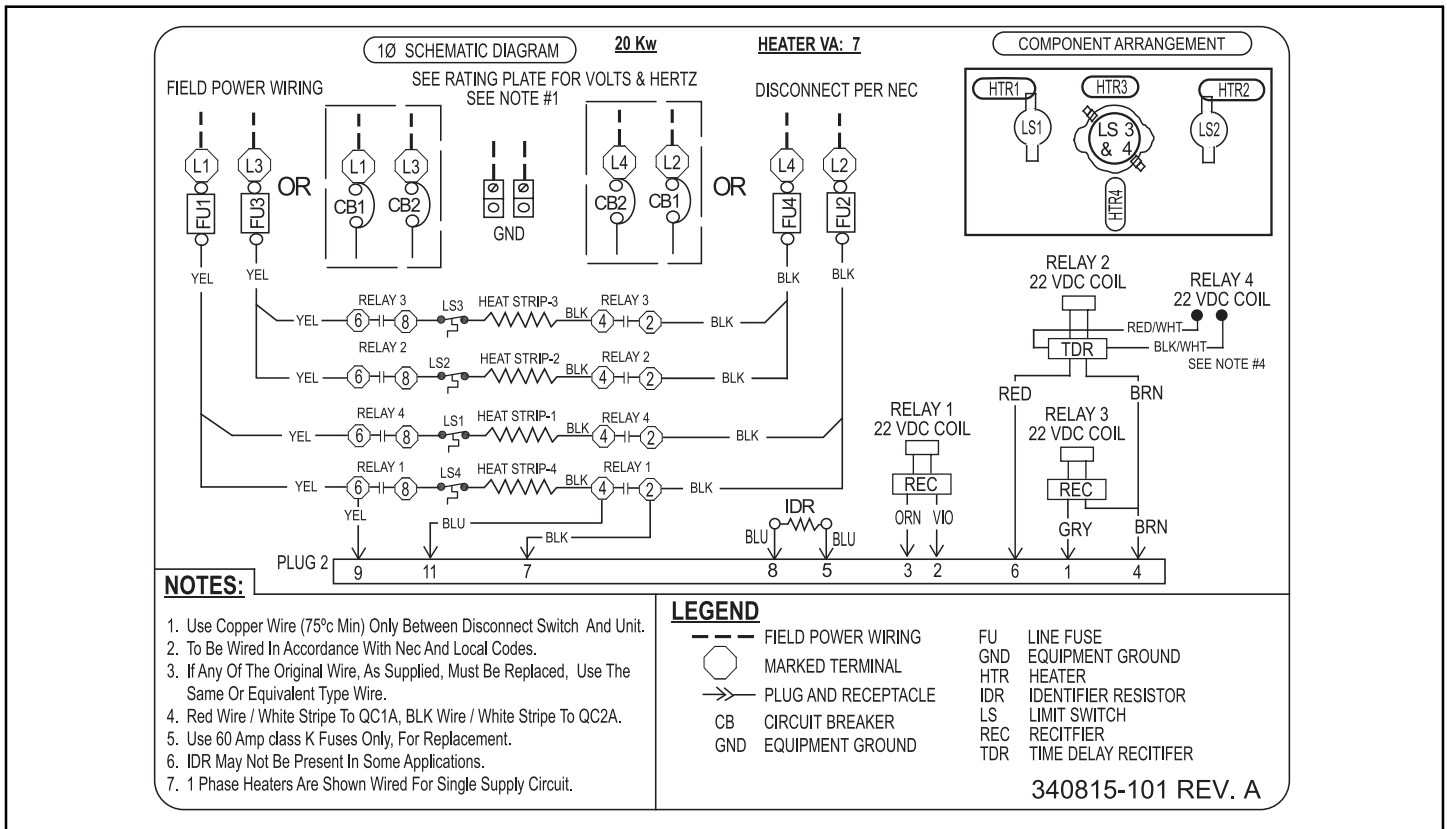 1Ø SCHEMATIC DIAGRAM
20 Kw
HEATER VA: 7
COMPONENT ARRANGEMENT
FIELD POWER WIRING
SEE RATING PLATE FOR VOLTS & HERTZ
SEE NOTE #1
DISCONNECT PER NEC
HTR1
HTR3
HTR2
LS1
LS 3
& 4
LS2
HTR4
L1
L3
L1
L3
L4
L2
L4
L2
FU1
FU3
OR
CB1
CB2
GND
CB2
CB1
OR
FU4
FU2
YEL
YEL
BLK
BLK
RELAY 3
LS3
HEAT STRIP-3
RELAY 3
YEL
6
8
BLK
4
2
BLK
RELAY 2
LS2
HEAT STRIP-2
RELAY 2
YEL
6
8
BLK
4
2
BLK
RELAY 4
LS1
HEAT STRIP-1
RELAY 4
YEL
6
8
BLK
4
2
BLK
RELAY 1
LS4
HEAT STRIP-4
RELAY 1
YEL
6
8
BLK
4
2
BLK
YEL
BLU
BLK
IDR
BLU
BLU
RELAY 2
22 VDC COIL
RELAY 4
22 VDC COIL
RED/WHT
BLK/WHT
TDR
SEE NOTE #4
RED
BRN
RELAY 1
22 VDC COIL
REC
ORN
VIO
RELAY 3
22 VDC COIL
REC
GRY
BRN
PLUG 2
9
11
7
8
5
3
2
6
1
4
NOTES:
1. Use Copper Wire (75ºc Min) Only Between Disconnect Switch And Unit.
2. To Be Wired In Accordance With Nec And Local Codes.
3. If Any Of The Original Wire, As Supplied, Must Be Replaced, Use The
Same Or Equivalent Type Wire.
4. Red Wire / White Stripe To QC1A, BLK Wire / White Stripe To QC2A.
5. Use 60 Amp class K Fuses Only, For Replacement.
6. IDR May Not Be Present In Some Applications.
7. 1 Phase Heaters Are Shown Wired For Single Supply Circuit.
LEGEND
FIELD POWER WIRING
MARKED TERMINAL
PLUG AND RECEPTACLE
CB CIRCUIT BREAKER
GND EQUIPMENT GROUND
FU LINE FUSE
GND EQUIPMENT GROUND
HTR HEATER
IDR IDENTIFIER RESISTOR
LS LIMIT SWITCH
REC RECITFIER
TDR TIME DELAY RECITIFER
340815-101 REV. A